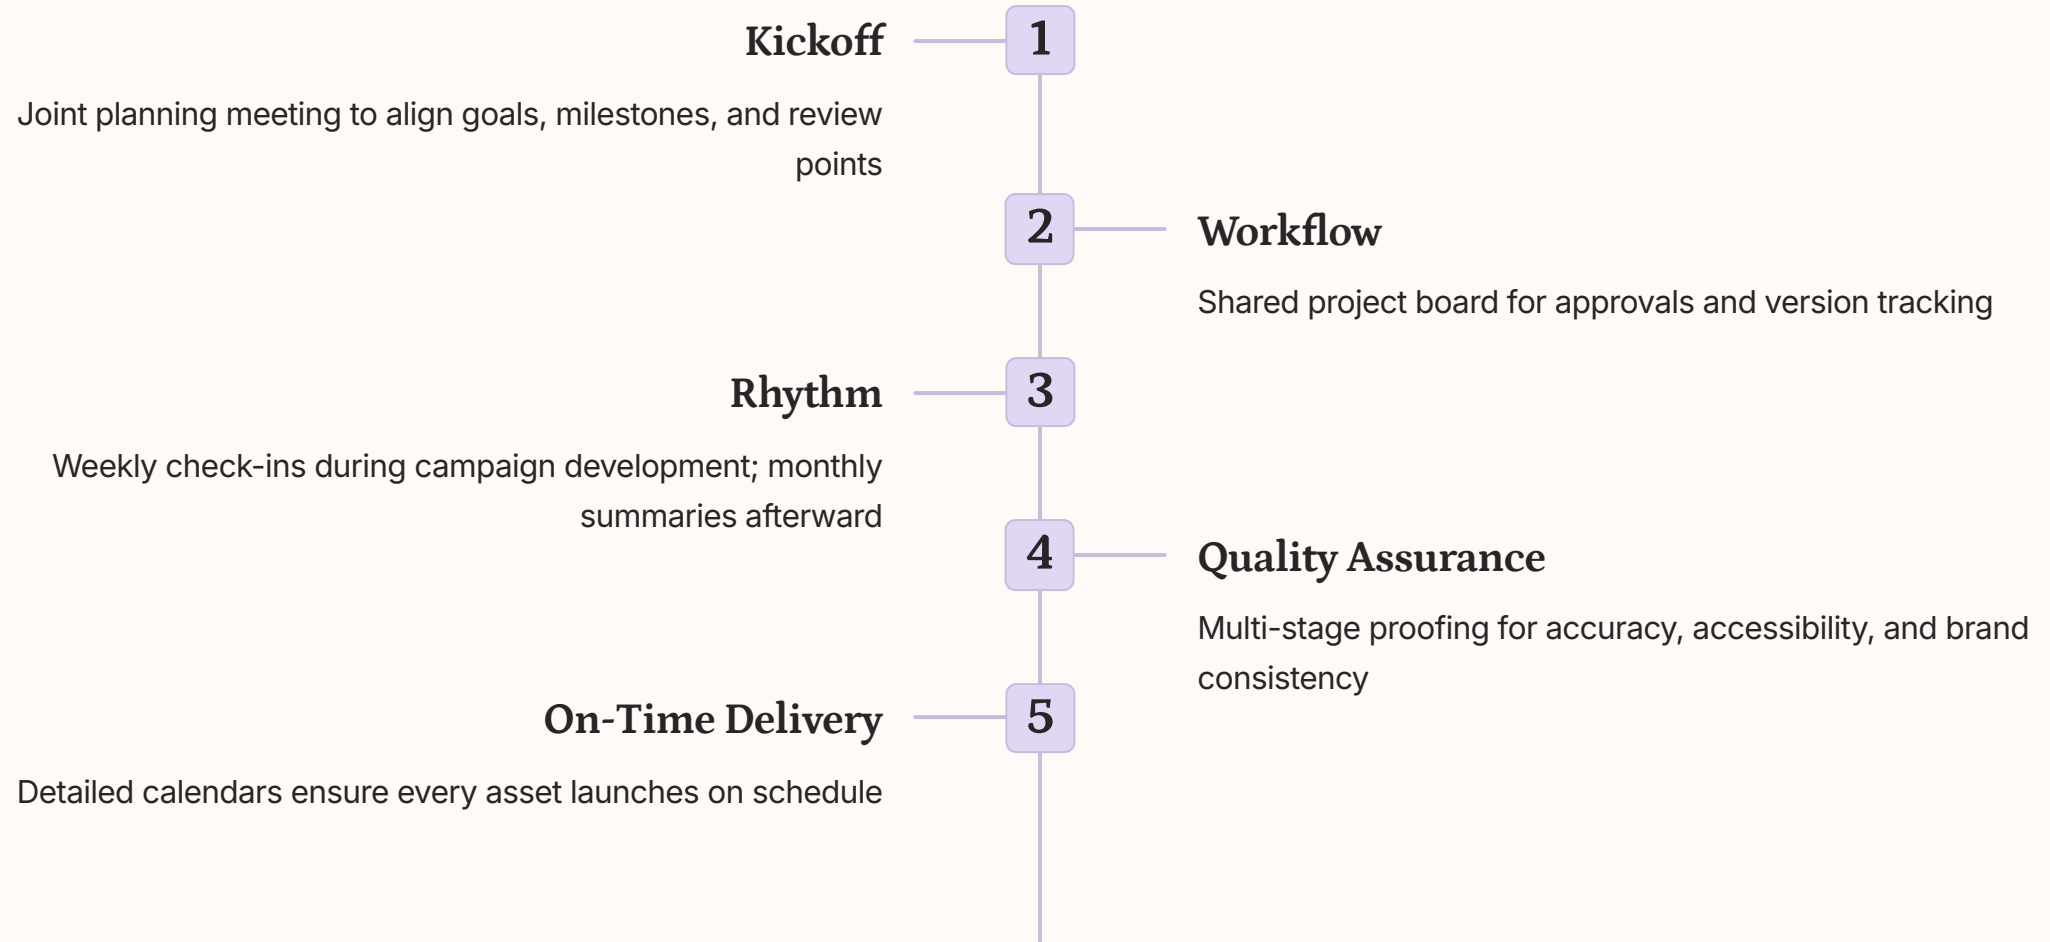 Kickoff
1
Joint planning meeting to align goals, milestones, and review
points
2
Workflow
Shared project board for approvals and version tracking
Rhythm
3
Weekly check-ins during campaign development; monthly
summaries afterward
4
Quality Assurance
Multi-stage proofing for accuracy, accessibility, and brand
consistency
On-Time Delivery
5
Detailed calendars ensure every asset launches on schedule